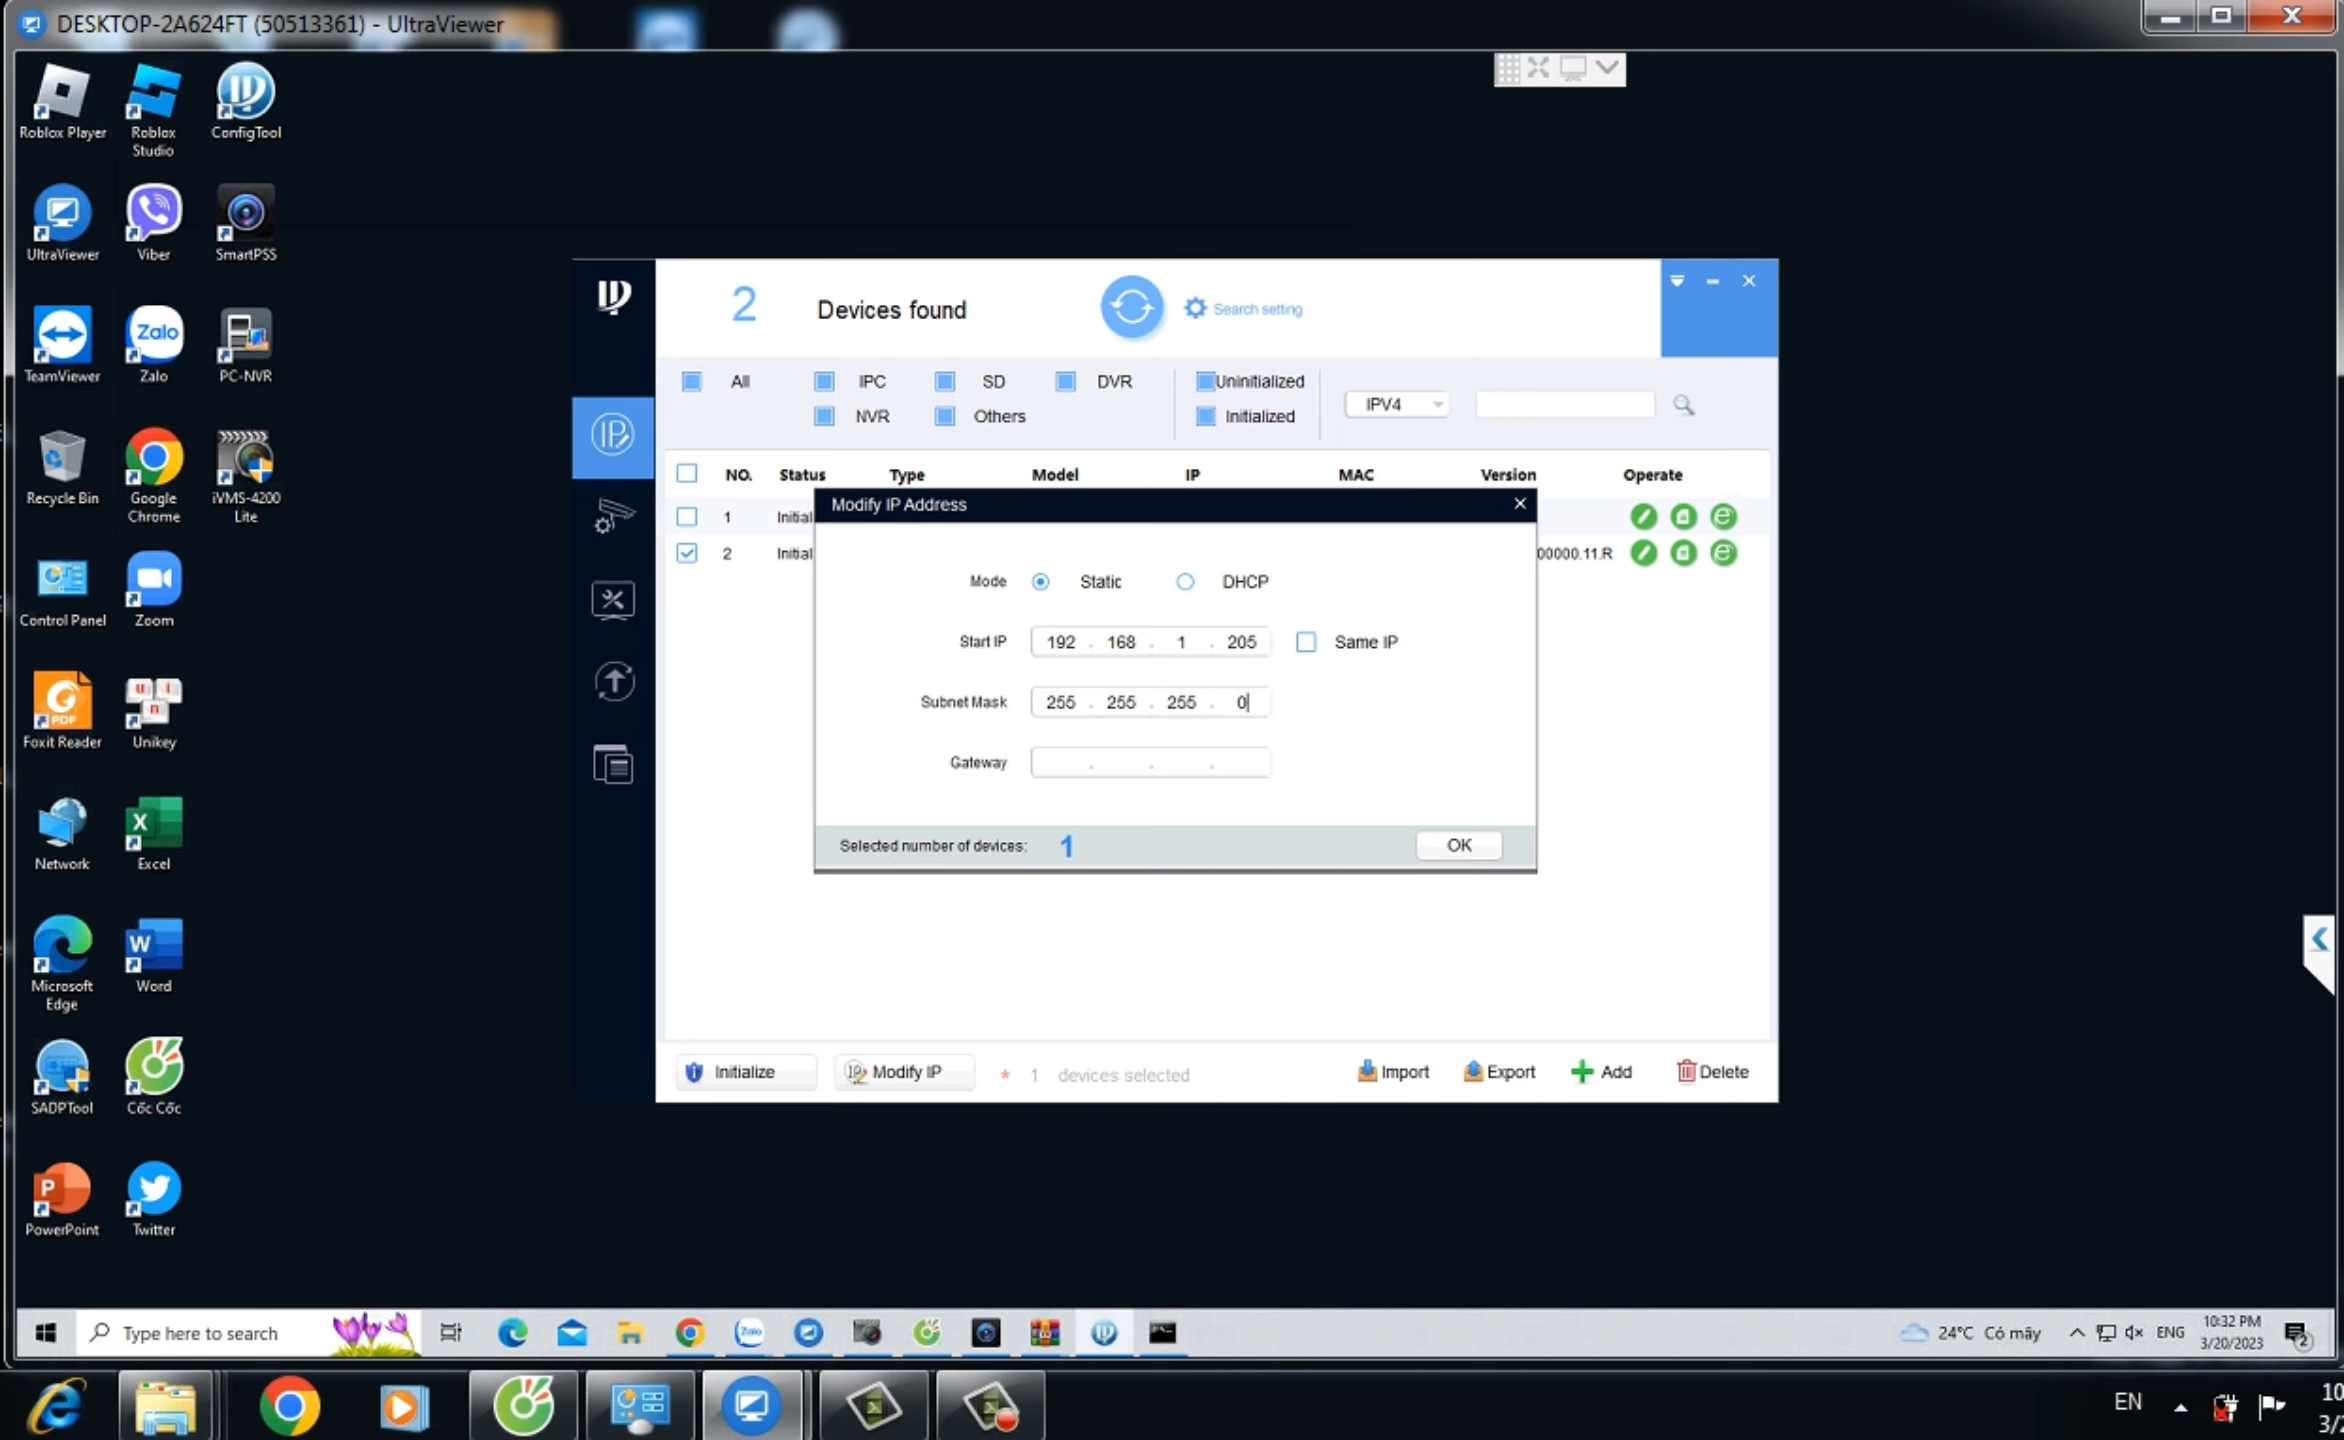 DESKTOP-2A624FT (50513361) - UltraViewer
Roblox Player
Roblox Studio
ConfigTool
UltraViewer
Viber
SmartPSS
TeamViewer
Zalo
Zalo
PC-NVR
Recycle Bin
Google Chrome
iVMS-4200 Lite
Control Panel
Zoom
PDF
Foxit Reader
Unikey
Network
Excel
Microsoft Edge
Word
SADPTool
Cốc Cốc
PowerPoint
Twitter
2 Devices found
Search setting
All IPC SD DVR Uninitialized
NVR Others Initialized
IPV4
NO. Status Type Model IP MAC Version Operate
1 Initial
2 Initial 00000.11.R
Modify IP Address
Mode Static DHCP
Start IP 192 . 168 . 1 . 205 Same IP
Subnet Mask 255 . 255 . 255 . 0
Gateway . . .
Selected number of devices: 1 OK
Initialize Modify IP * 1 devices selected Import Export Add Delete
Type here to search
Zalo
24°C Có mây ENG
10:32 PM
3/20/2023
2
EN